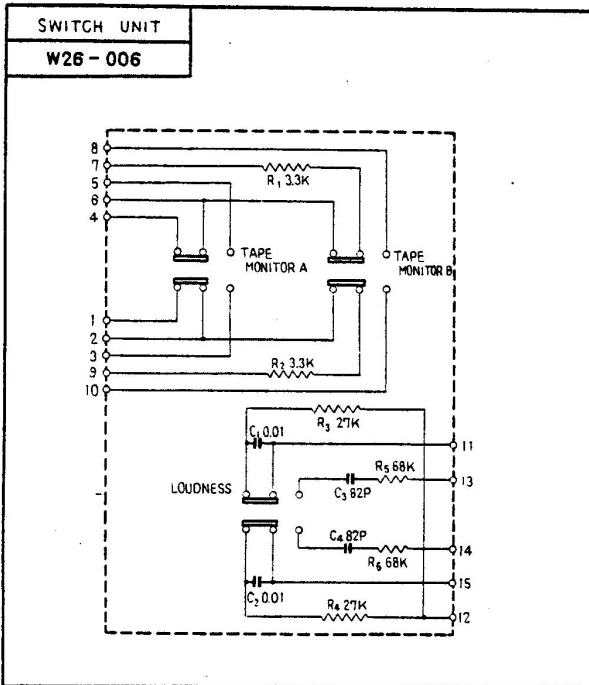 SWITCH UNIT
W26-006
8
7
R1 3.3K
5
6
4
TAPE
MONITOR A
TAPE
MONITOR B
1
2
3
R2 3.3K
9
10
R3 27K
C1 0.01
11
R5 68K
LOUDNESS
13
C3 82P
C4 82P
14
R6 68K
15
C2 0.01
R4 27K
12